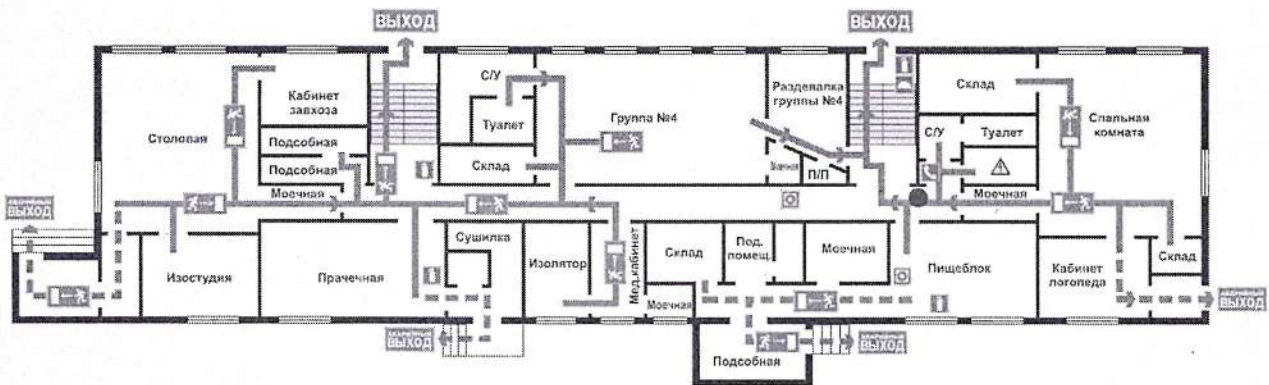 ВЫХОД
ВЫХОД
С/У
Раздевалка
группы №4
Склад
Кабинет
завхоза
Столовая
Группа №4
Спальная
комната
Туалет
С/У
Туалет
Подсобная
Подсобная
Склад
Моечная
П/П
Моечная
Моечная
ВЫХОД
Сушилка
Изостудия
Прачечная
Изолятор
Мед.кабинет
Склад
Под.
помещ.
Моечная
Пищеблок
Кабинет
логопеда
Склад
Моечная
ВЫХОД
ВЫХОД
ВЫХОД
Подсобная